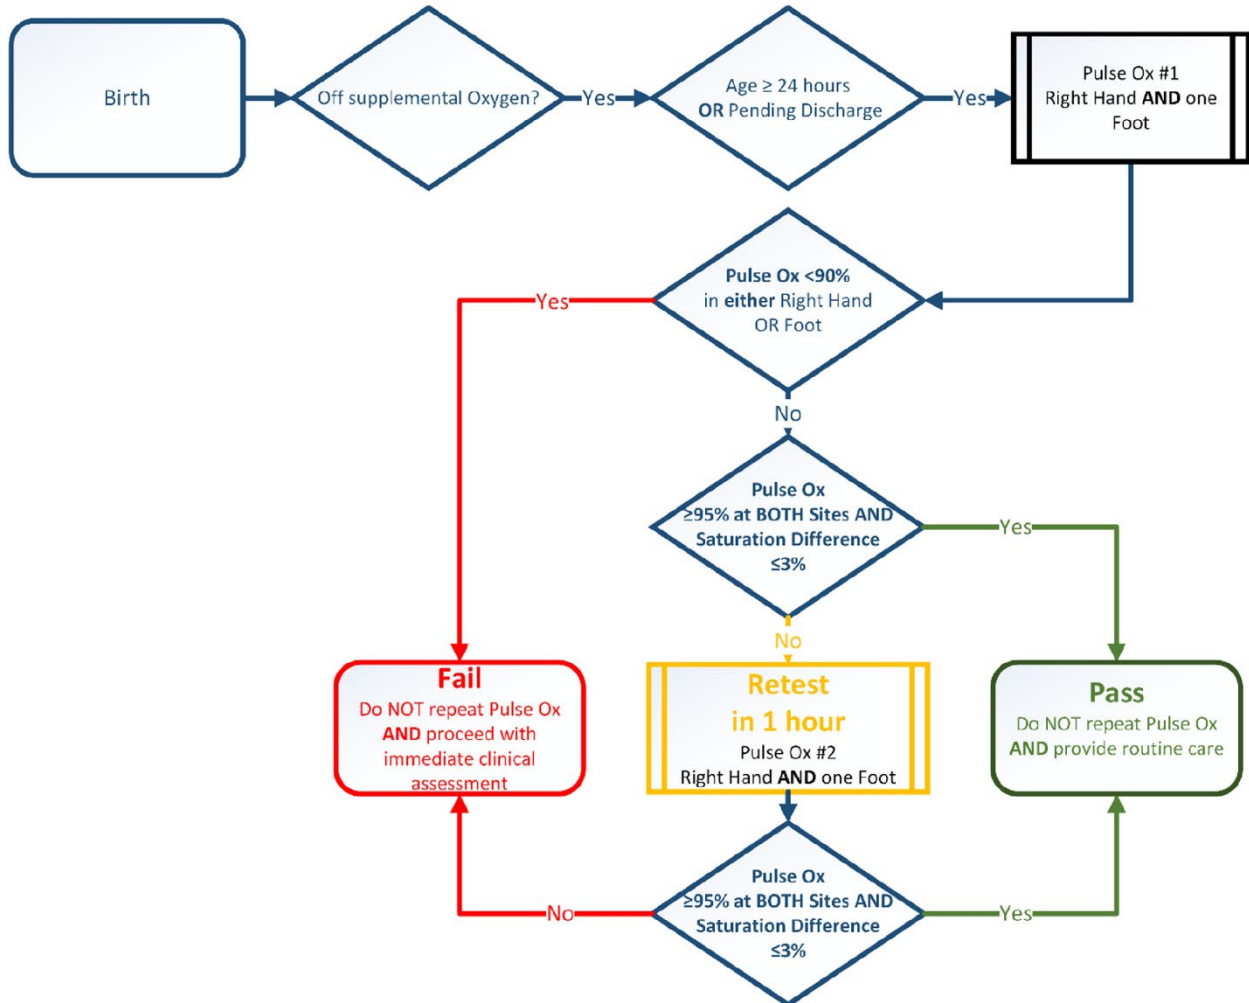 Birth
Off supplemental Oxygen?
Yes
Age ≥ 24 hours
OR Pending Discharge
Yes
Pulse Ox #1
Right Hand AND one
Foot
Pulse Ox <90%
in either Right Hand
OR Foot
Yes
No
Pulse Ox
≥95% at BOTH Sites AND
Saturation Difference
≤3%
Yes
No
Fail
Do NOT repeat Pulse Ox
AND proceed with
immediate clinical
assessment
Retest
in 1 hour
Pulse Ox #2
Right Hand AND one Foot
Pass
Do NOT repeat Pulse Ox
AND provide routine care
Pulse Ox
≥95% at BOTH Sites AND
Saturation Difference
≤3%
No
Yes